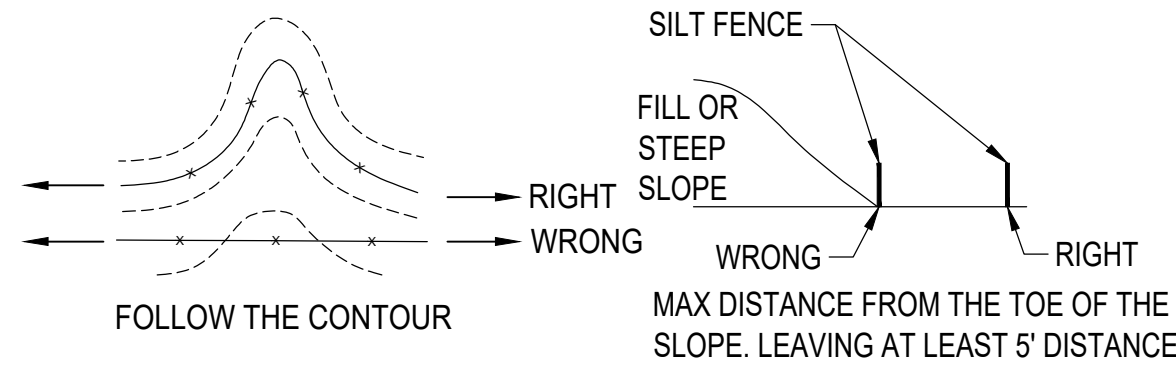 RIGHT
WRONG
FOLLOW THE CONTOUR
SILT FENCE
FILL OR
STEEP
SLOPE
WRONG
RIGHT
MAX DISTANCE FROM THE TOE OF THE
SLOPE. LEAVING AT LEAST 5' DISTANCE